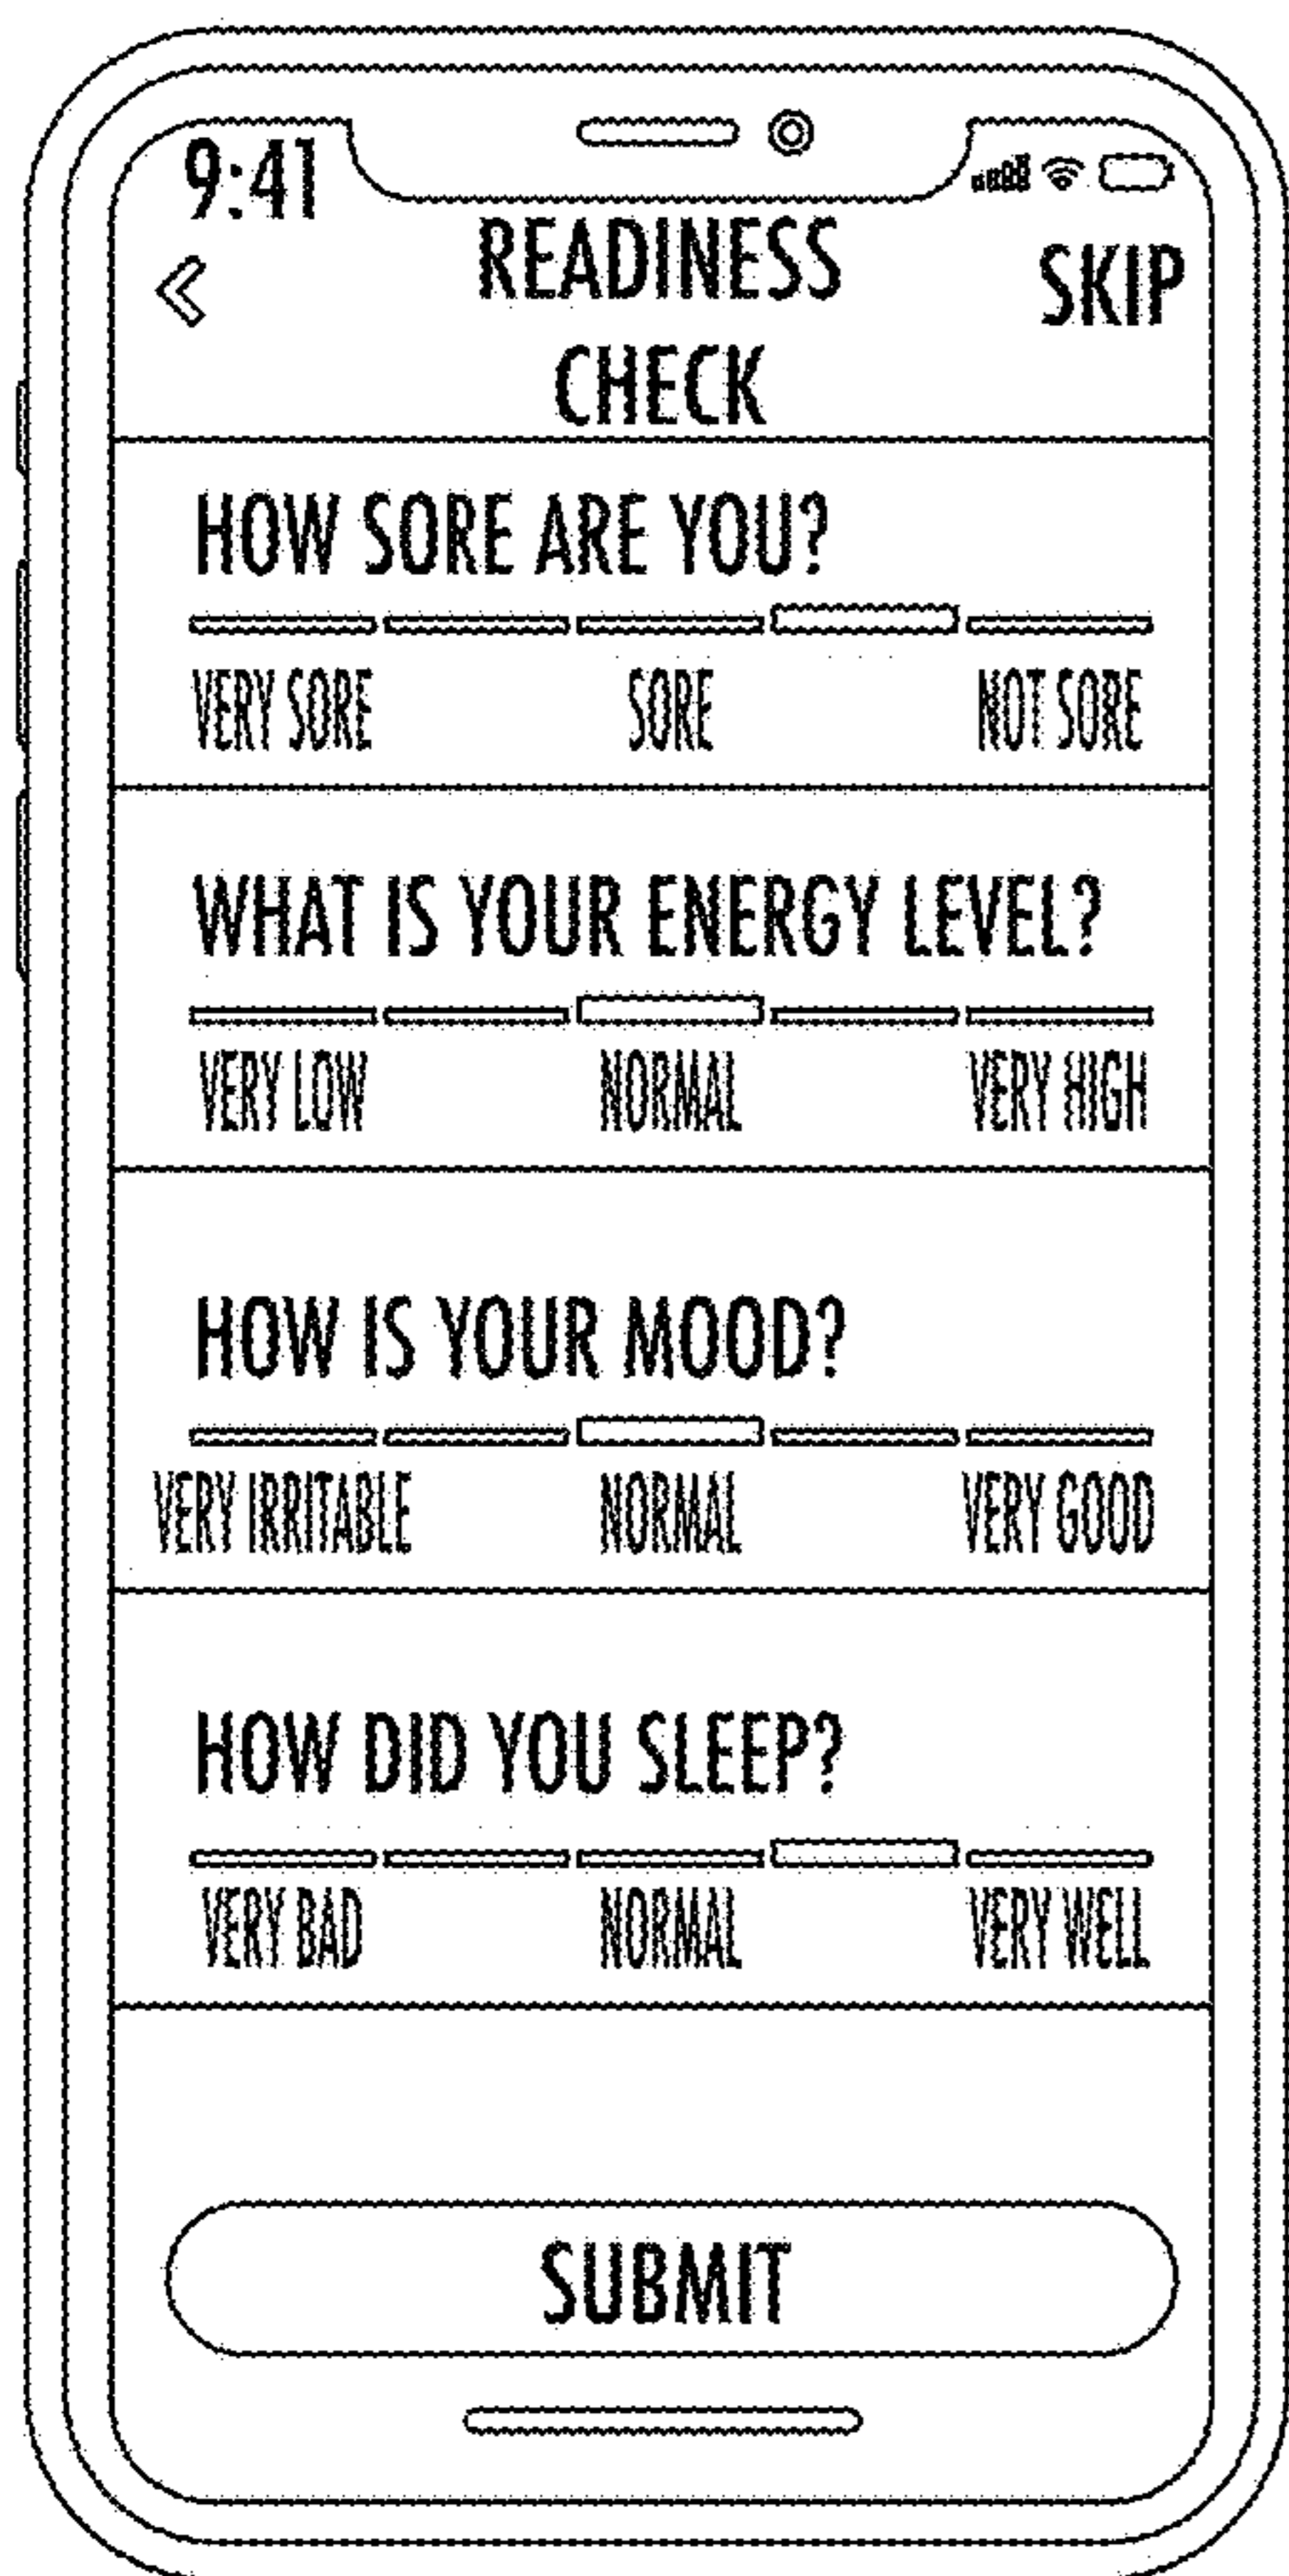 9:41
READINESS
SKIP
CHECK
HOW SORE ARE YOU?
VERY SORE SORE NOT SORE
WHAT IS YOUR ENERGY LEVEL?
VERY LOW NORMAL VERY HIGH
HOW IS YOUR MOOD?
VERY IRRITABLE NORMAL VERY GOOD
HOW DID YOU SLEEP?
VERY BAD NORMAL VERY WELL
SUBMIT